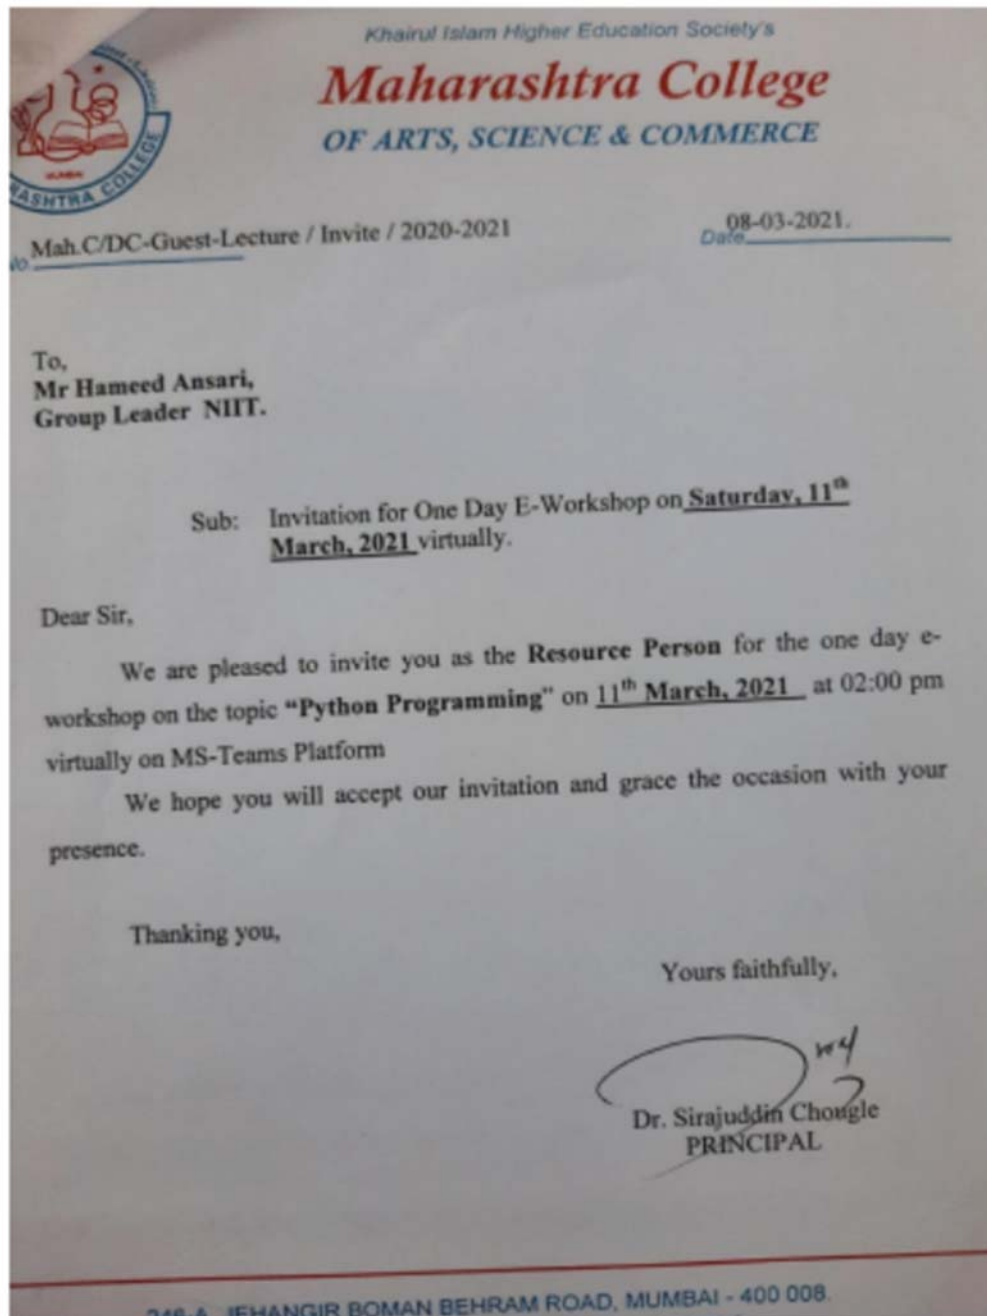 Khairul Islam Higher Education Society's
Maharashtra College
OF ARTS, SCIENCE & COMMERCE
MUMBAI
ASHTRA COLLEGE
No. Mah.C/DC-Guest-Lecture / Invite / 2020-2021
Date 08-03-2021.
To,
Mr Hameed Ansari,
Group Leader NIIT.
Sub: Invitation for One Day E-Workshop on Saturday, 11th
March, 2021 virtually.
Dear Sir,
We are pleased to invite you as the Resource Person for the one day e-
workshop on the topic “Python Programming” on 11th March, 2021 at 02:00 pm
virtually on MS-Teams Platform
We hope you will accept our invitation and grace the occasion with your
presence.
Thanking you,
Yours faithfully,
Dr. Sirajuddin Chougle
PRINCIPAL
246-A, JEHANGIR BOMAN BEHRAM ROAD, MUMBAI - 400 008.